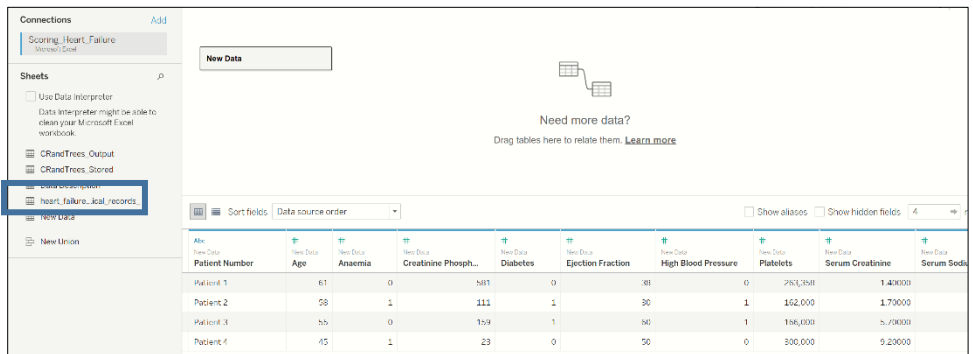 Connections Add
Scoring_Heart_Failure
Microsoft Excel
Sheets
Use Data Interpreter
Data Interpreter might be able to
clean your Microsoft Excel
workbook.
CRandTrees_Output
CRandTrees_Stored
Data Description
heart_failure...ical_records_
New Data
New Union
New Data
Need more data?
Drag tables here to relate them. Learn more
Sort fields Data source order Show aliases Show hidden fields 4
Abc # # # # # # # # #
New Data New Data New Data New Data New Data New Data New Data New Data New Data New Data
Patient Number Age Anaemia Creatinine Phosph... Diabetes Ejection Fraction High Blood Pressure Platelets Serum Creatinine Serum Sodiu
Patient 1 61 0 581 0 38 0 263,358 1.40000
Patient 2 58 1 111 1 30 1 162,000 1.70000
Patient 3 55 0 159 1 60 1 166,000 5.70000
Patient 4 45 1 23 0 50 0 300,000 9.20000